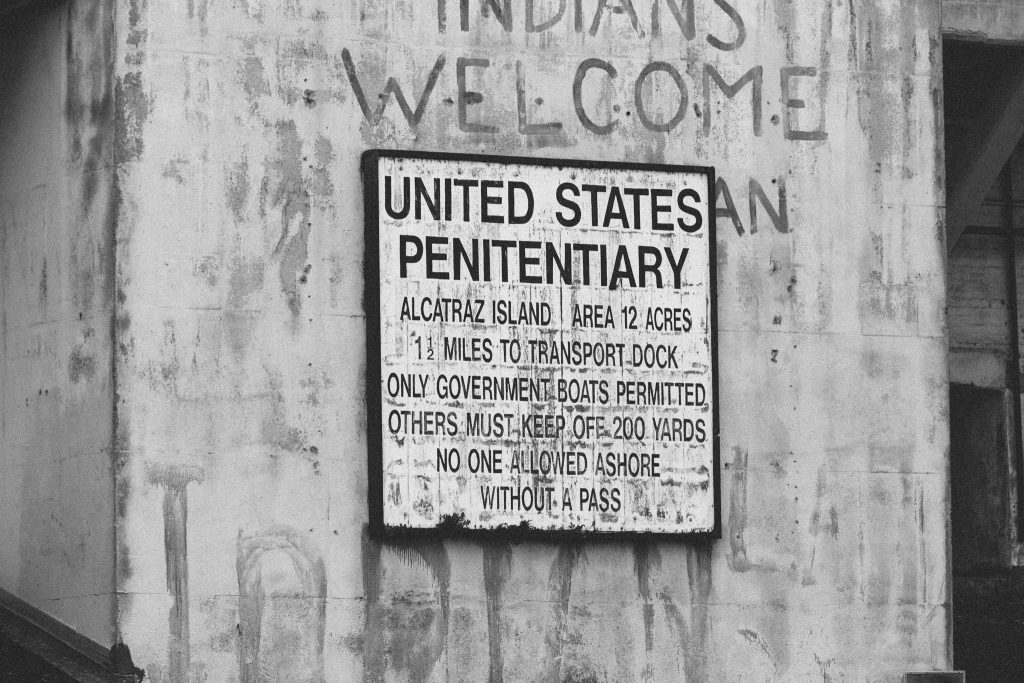 INDIANS
WELCOME
UNITED STATES
PENITENTIARY
ALCATRAZ ISLAND AREA 12 ACRES
1½ MILES TO TRANSPORT DOCK
ONLY GOVERNMENT BOATS PERMITTED
OTHERS MUST KEEP OFF 200 YARDS
NO ONE ALLOWED ASHORE
WITHOUT A PASS